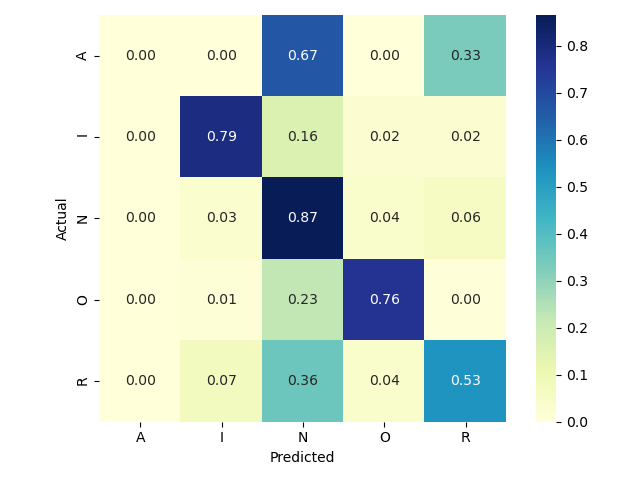 A 0.00 0.00 0.67 0.00 0.33
I 0.00 0.79 0.16 0.02 0.02
N 0.00 0.03 0.87 0.04 0.06
O 0.00 0.01 0.23 0.76 0.00
R 0.00 0.07 0.36 0.04 0.53
A I N O R
Predicted
Actual
0.8
0.7
0.6
0.5
0.4
0.3
0.2
0.1
0.0